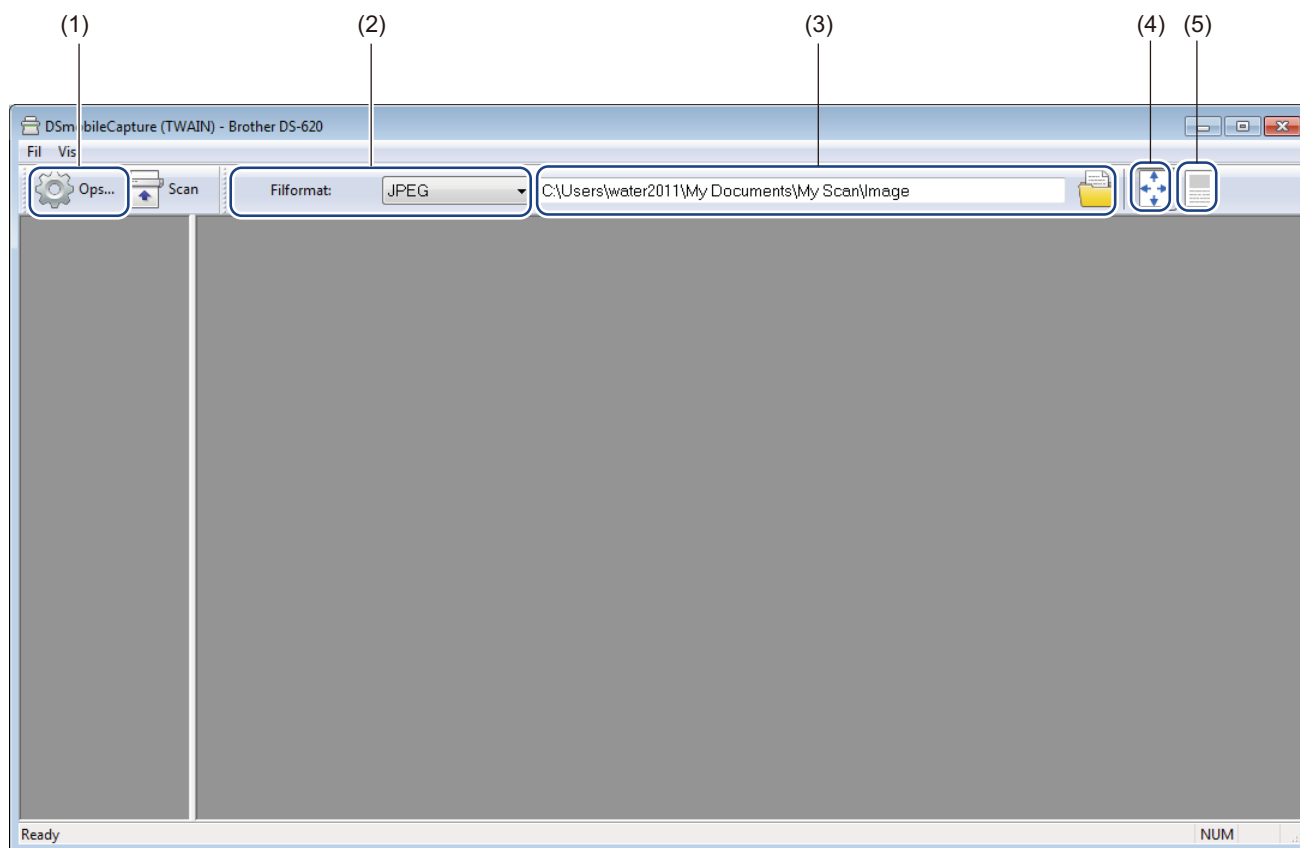 (1) (2) (3) (4) (5)
DSmobileCapture (TWAIN) - Brother DS-620
Fil Vis
Ops... Scan Filformat: JPEG C:\Users\water2011\My Documents\My Scan\Image
Ready NUM